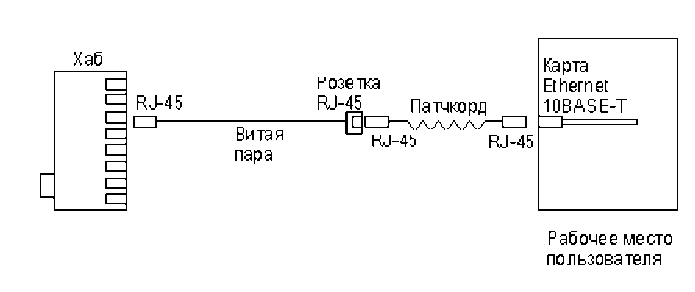 Хаб
RJ-45
Витая
пара
Розетка
RJ-45
RJ-45
Патчкорд
RJ-45
Карта
Ethernet
10BASE-T
Рабочее место
пользователя